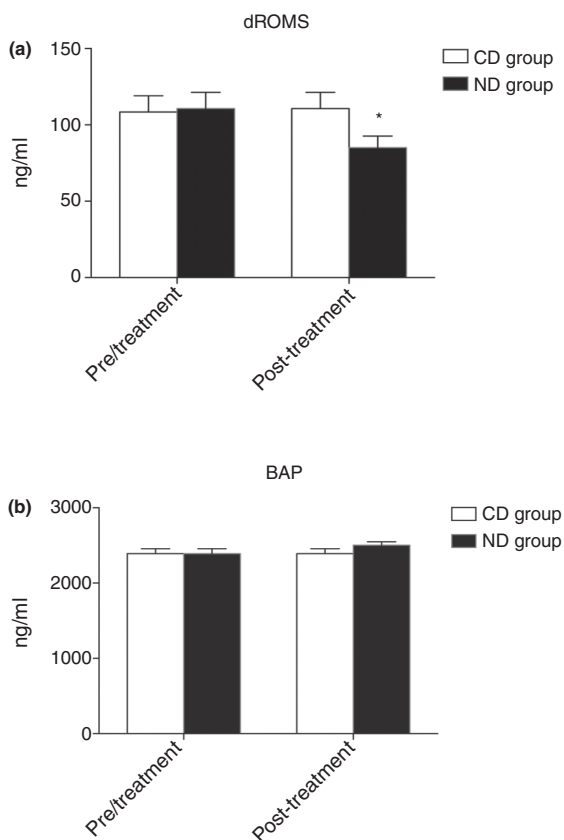 dROMS
(a)
150
100
50
0
ng/ml
CD group
ND group
*
Pre/treatment
Post-treatment
BAP
(b)
3000
2000
1000
0
ng/ml
CD group
ND group
Pre/treatment
Post-treatment